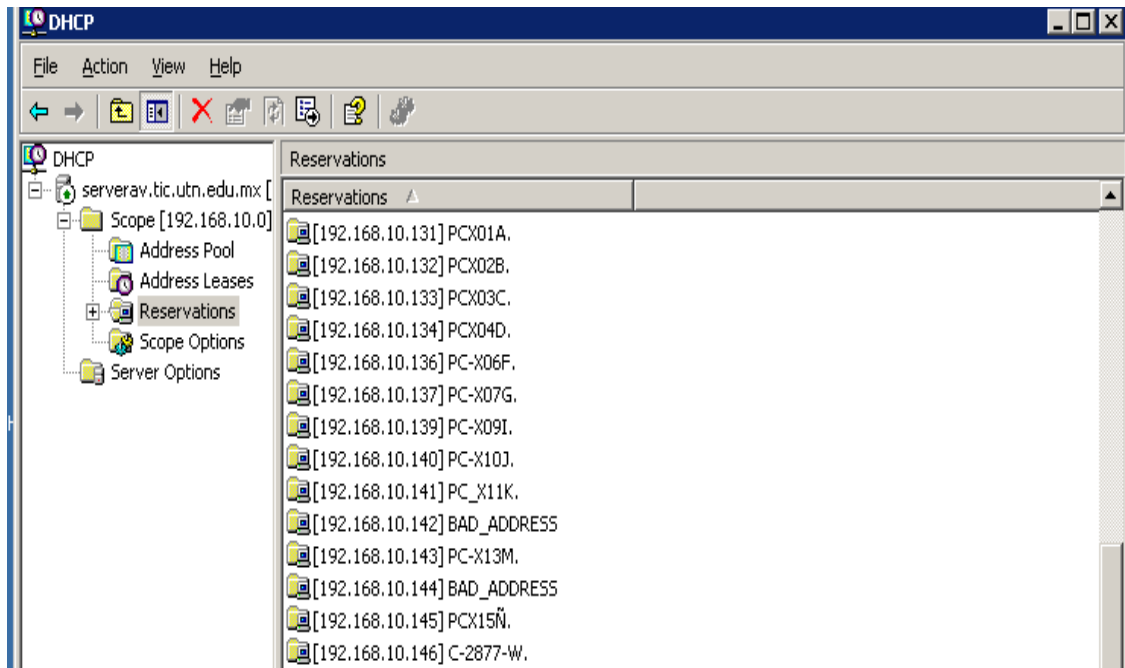 DHCP
File Action View Help
DHCP
serverav.tic.utn.edu.mx [
Scope [192.168.10.0]
Address Pool
Address Leases
Reservations
Scope Options
Server Options
Reservations
Reservations
[192.168.10.131] PCX01A.
[192.168.10.132] PCX02B.
[192.168.10.133] PCX03C.
[192.168.10.134] PCX04D.
[192.168.10.136] PC-X06F.
[192.168.10.137] PC-X07G.
[192.168.10.139] PC-X09I.
[192.168.10.140] PC-X10J.
[192.168.10.141] PC_X11K.
[192.168.10.142] BAD_ADDRESS
[192.168.10.143] PC-X13M.
[192.168.10.144] BAD_ADDRESS
[192.168.10.145] PCX15Ñ.
[192.168.10.146] C-2877-W.